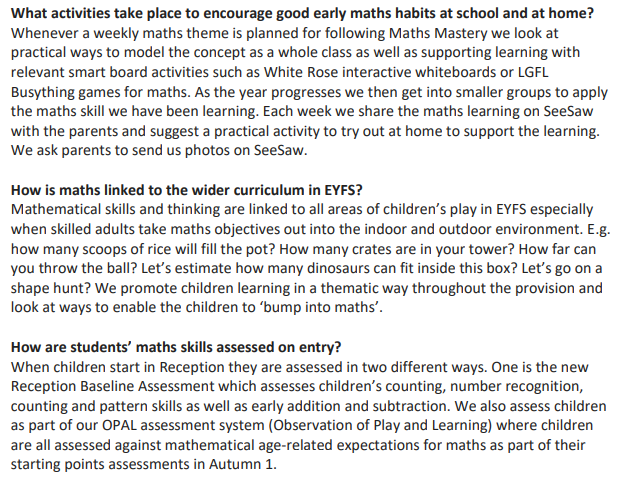 What activities take place to encourage good early maths habits at school and at home?
Whenever a weekly maths theme is planned for following Maths Mastery we look at
practical ways to model the concept as a whole class as well as supporting learning with
relevant smart board activities such as White Rose interactive whiteboards or LGFL
Busything games for maths. As the year progresses we then get into smaller groups to apply
the maths skill we have been learning. Each week we share the maths learning on SeeSaw
with the parents and suggest a practical activity to try out at home to support the learning.
We ask parents to send us photos on SeeSaw.
How is maths linked to the wider curriculum in EYFS?
Mathematical skills and thinking are linked to all areas of children’s play in EYFS especially
when skilled adults take maths objectives out into the indoor and outdoor environment. E.g.
how many scoops of rice will fill the pot? How many crates are in your tower? How far can
you throw the ball? Let’s estimate how many dinosaurs can fit inside this box? Let’s go on a
shape hunt? We promote children learning in a thematic way throughout the provision and
look at ways to enable the children to ‘bump into maths’.
How are students’ maths skills assessed on entry?
When children start in Reception they are assessed in two different ways. One is the new
Reception Baseline Assessment which assesses children’s counting, number recognition,
counting and pattern skills as well as early addition and subtraction. We also assess children
as part of our OPAL assessment system (Observation of Play and Learning) where children
are all assessed against mathematical age-related expectations for maths as part of their
starting points assessments in Autumn 1.